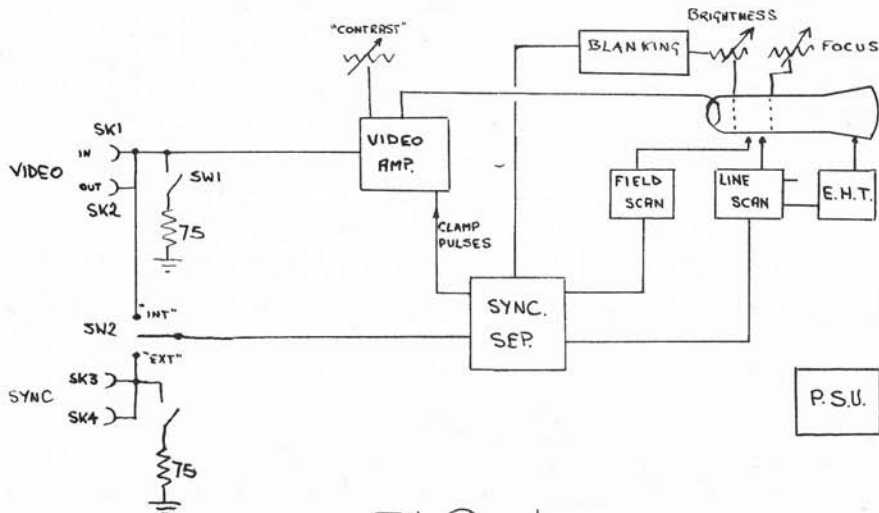 "CONTRAST"
BRIGHTNESS
BLANKING
FOCUS
SK1
IN
VIDEO
OUT
SK2
SW1
75
VIDEO
AMP.
CLAMP
PULSES
FIELD
SCAN
LINE
SCAN
E.H.T.
"INT"
SW2
"EXT"
SYNC.
SEP.
SK3
SYNC
SK4
75
P.S.U.